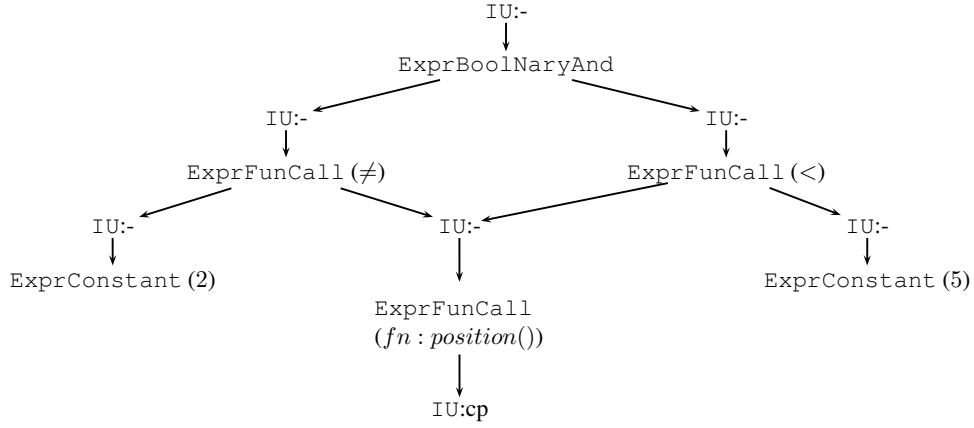 IU:-
ExprBoolNaryAnd
IU:- IU:-
ExprFunCall (≠) ExprFunCall (<)
IU:- IU:- IU:-
ExprConstant (2) ExprConstant (5)
ExprFunCall
(fn : position())
IU:cp